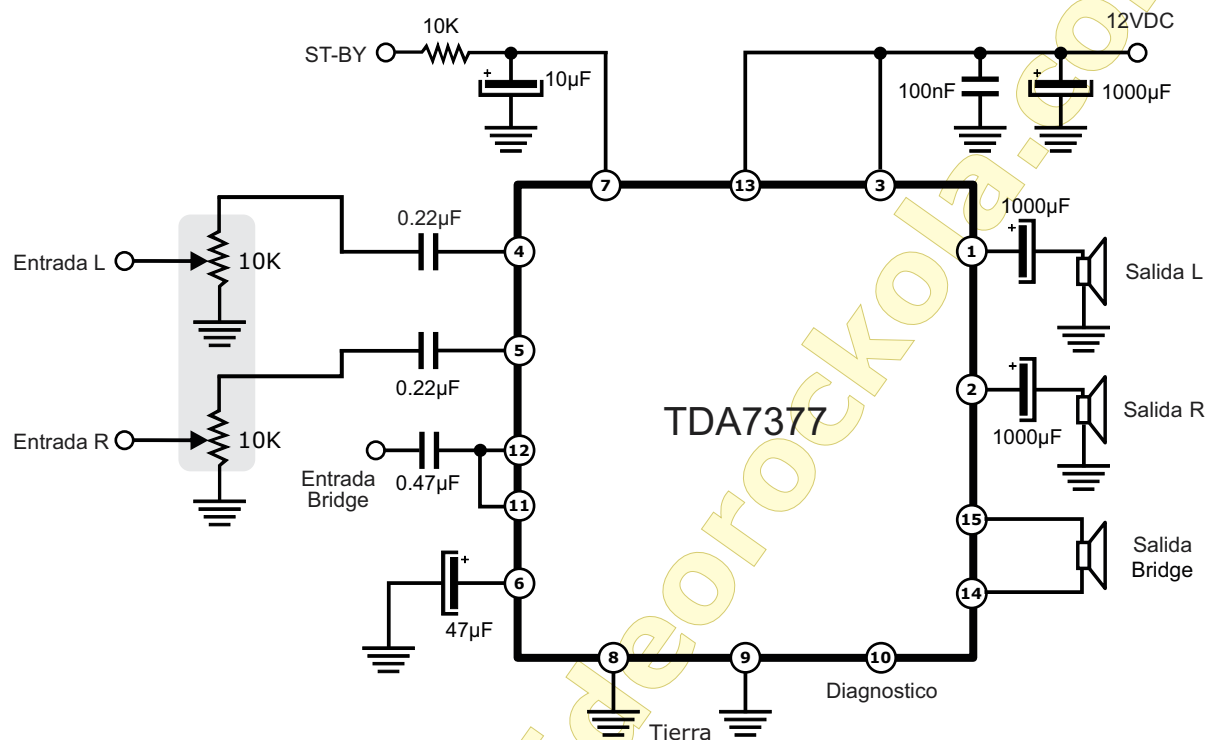 12VDC
10K
ST-BY
10µF
100nF
1000µF
7
13
3
1000µF
0.22µF
4
1
Entrada L
10K
Salida L
5
0.22µF
2
Salida R
TDA7377
1000µF
Entrada R
10K
12
Entrada
Bridge
0.47µF
11
15
Salida
Bridge
6
14
47µF
8
9
10
Diagnostico
Tierra
deorockola.co